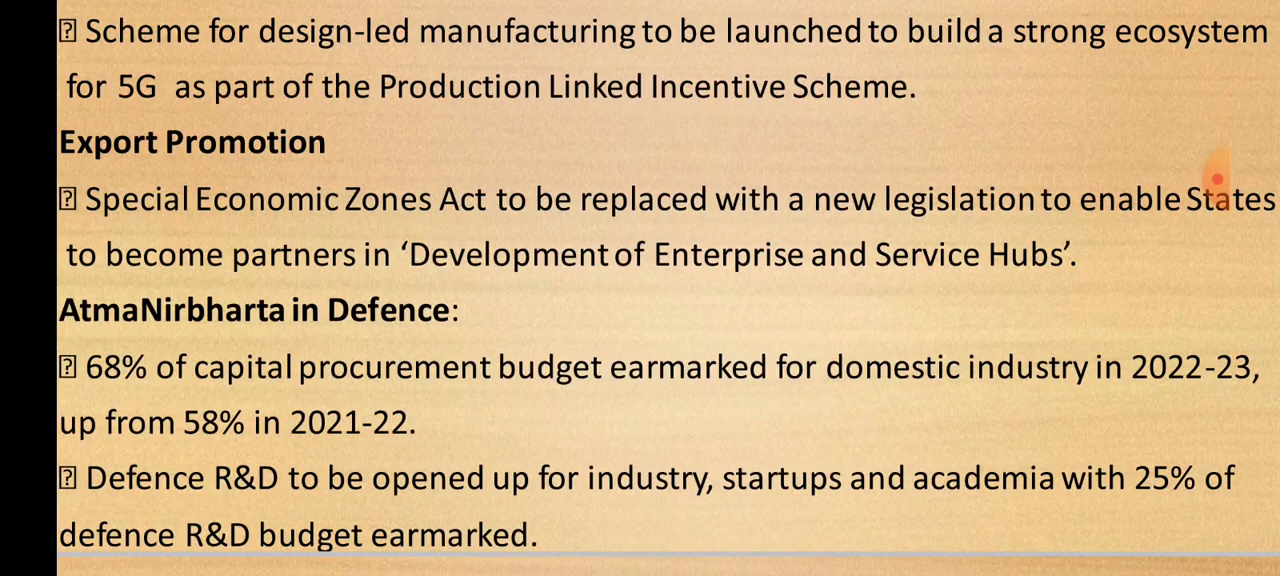 ⍰ Scheme for design-led manufacturing to be launched to build a strong ecosystem
for 5G as part of the Production Linked Incentive Scheme.
Export Promotion
⍰ Special Economic Zones Act to be replaced with a new legislation to enable States
to become partners in ‘Development of Enterprise and Service Hubs’.
AtmaNirbharta in Defence:
⍰ 68% of capital procurement budget earmarked for domestic industry in 2022-23,
up from 58% in 2021-22.
⍰ Defence R&D to be opened up for industry, startups and academia with 25% of
defence R&D budget earmarked.